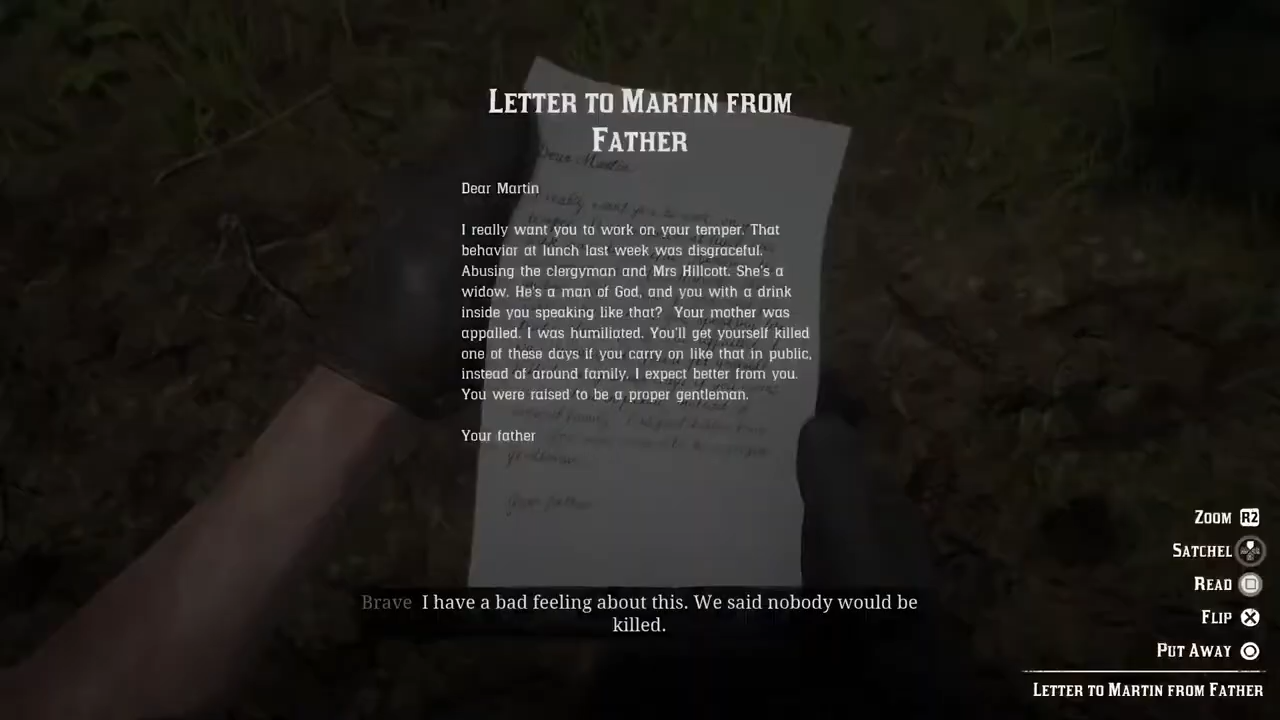 Letter to Martin from
Father
Dear Martin
Dear Martin
I really want you to work on your temper. That
behavior at lunch last week was disgraceful.
Abusing the clergyman and Mrs Hillcott. She's a
widow. He's a man of God, and you with a drink
inside you speaking like that?  Your mother was
appalled. I was humiliated. You'll get yourself killed
one of these days if you carry on like that in public,
instead of around family. I expect better from you.
You were raised to be a proper gentleman.
Your father
Your father
Brave I have a bad feeling about this. We said nobody would be
killed.
Zoom R2
Satchel
Read
Flip
Put Away
Letter to Martin from Father